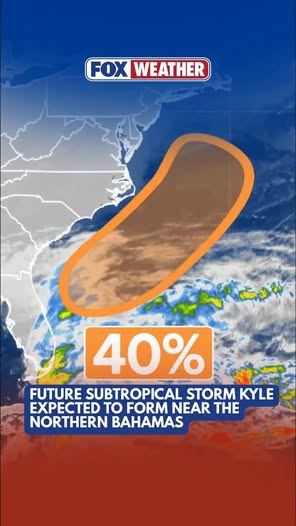 FOX WEATHER
40%
FUTURE SUBTROPICAL STORM KYLE
EXPECTED TO FORM NEAR THE
NORTHERN BAHAMAS